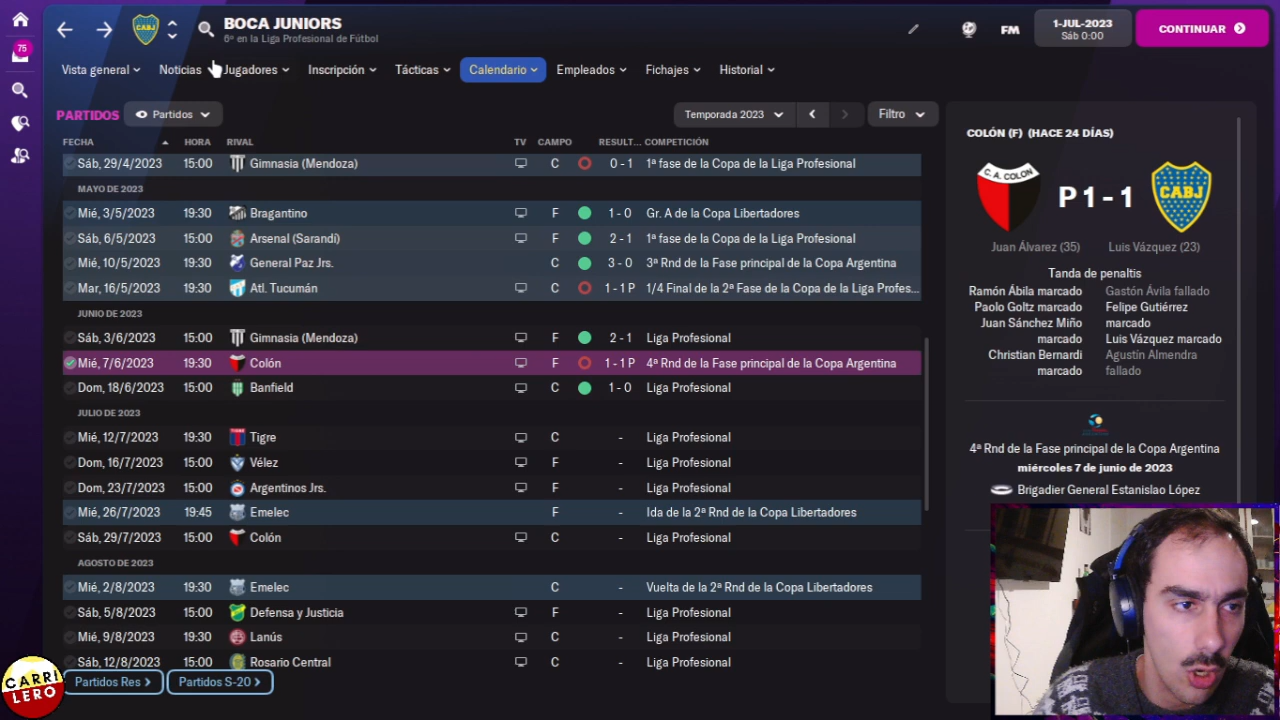 BOCA JUNIORS
6ª en la Liga Profesional de Fútbol
FM
1-JUL-2023
Sáb 0:00
CONTINUAR
75
Vista general
Noticias
Jugadores
Inscripción
Tácticas
Calendario
Empleados
Fichajes
Historial
PARTIDOS
Partidos
Temporada 2023
Filtro
FECHA HORA RIVAL TV CAMPO RESULT... COMPETICIÓN
Sáb, 29/4/2023 15:00 Gimnasia (Mendoza) C 0 - 1 1ª fase de la Copa de la Liga Profesional
MAYO DE 2023
Mié, 3/5/2023 19:30 Bragantino F 1 - 0 Gr. A de la Copa Libertadores
Sáb, 6/5/2023 15:00 Arsenal (Sarandí) F 2 - 1 1ª fase de la Copa de la Liga Profesional
Mié, 10/5/2023 19:30 General Paz Jrs. C 3 - 0 3ª Rnd de la Fase principal de la Copa Argentina
Mar, 16/5/2023 19:30 Atl. Tucumán C 1 - 1 P 1/4 Final de la 2ª Fase de la Copa de la Liga Profes...
JUNIO DE 2023
Sáb, 3/6/2023 15:00 Gimnasia (Mendoza) F 2 - 1 Liga Profesional
Mié, 7/6/2023 19:30 Colón F 1 - 1 P 4ª Rnd de la Fase principal de la Copa Argentina
Dom, 18/6/2023 15:00 Banfield C 1 - 0 Liga Profesional
JULIO DE 2023
Mié, 12/7/2023 19:30 Tigre C - Liga Profesional
Dom, 16/7/2023 15:00 Vélez F - Liga Profesional
Dom, 23/7/2023 15:00 Argentinos Jrs. F - Liga Profesional
Mié, 26/7/2023 19:45 Emelec F - Ida de la 2ª Rnd de la Copa Libertadores
Sáb, 29/7/2023 15:00 Colón C - Liga Profesional
AGOSTO DE 2023
Mié, 2/8/2023 19:30 Emelec C - Vuelta de la 2ª Rnd de la Copa Libertadores
Sáb, 5/8/2023 15:00 Defensa y Justicia F - Liga Profesional
Mié, 9/8/2023 19:30 Lanús C - Liga Profesional
Sáb, 12/8/2023 15:00 Rosario Central C - Liga Profesional
Partidos Res
Partidos S-20
CARRI
LERO
COLÓN (F) (HACE 24 DÍAS)
C. A. COLON
P 1 - 1
CABJ
Juan Álvarez (35)
Luis Vázquez (23)
Tanda de penaltis
Ramón Ábila marcado
Paolo Goltz marcado
Juan Sánchez Miño
marcado
Christian Bernardi
marcado
Gastón Ávila fallado
Felipe Gutiérrez
marcado
Luis Vázquez marcado
Agustín Almendra
fallado
4ª Rnd de la Fase principal de la Copa Argentina
miércoles 7 de junio de 2023
Brigadier General Estanislao López